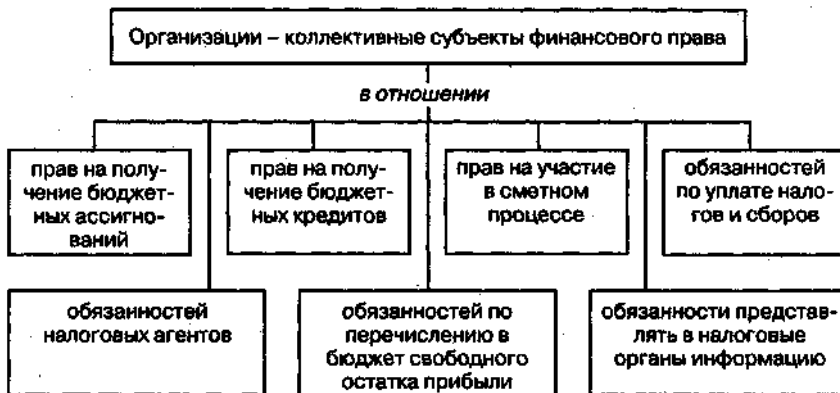 Организации – коллективные субъекты финансового права
в отношении
прав на полу-
чение бюджет-
ных ассигно-
ваний
прав на полу-
чение бюджет-
ных кредитов
прав на участие
в сметном
процессе
обязанностей
по уплате нало-
гов и сборов
обязанностей
налоговых агентов
обязанностей по
перечислению в
бюджет свободного
остатка прибыли
обязанности представ-
лять в налоговые
органы информацию